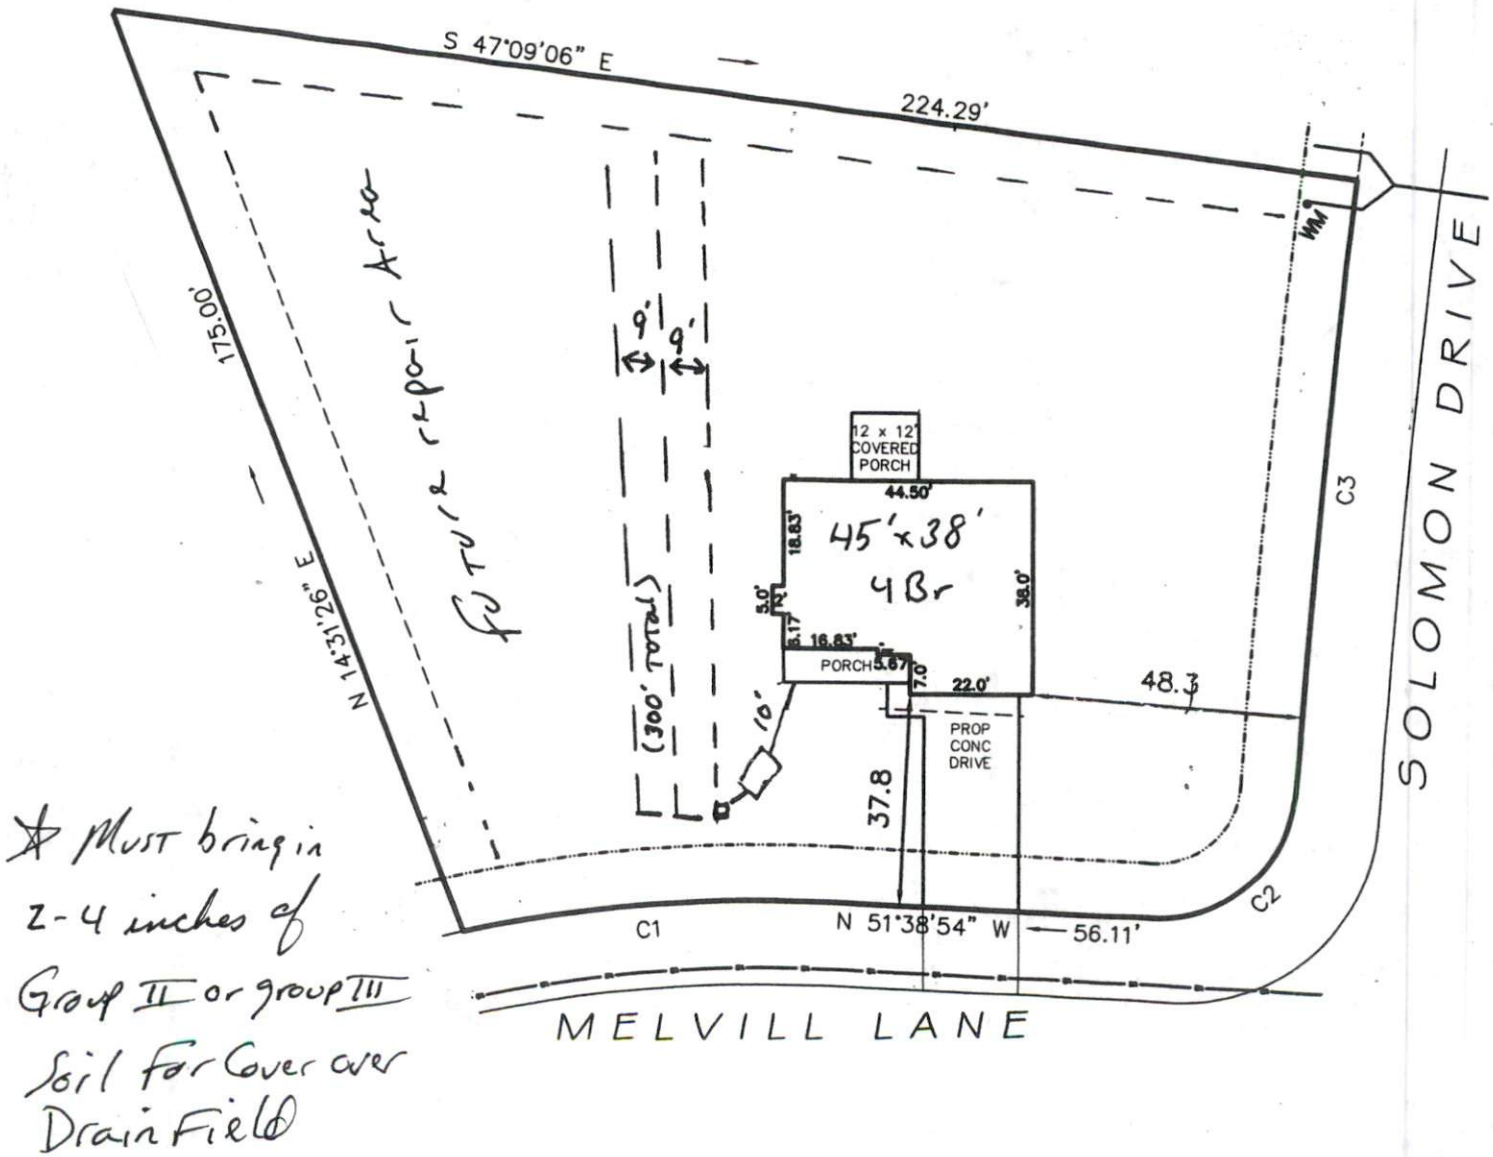 S 47°09'06" E
224.29'
WM
SOLOMON DRIVE
175.00'
N 14°31'26" E
Future repair Area
9'
9'
(300' Total)
12 x 12'
COVERED
PORCH
44.50'
18.83'
45'x38'
4 Br
38.0'
5.0'
16.83'
PORCH
5.67'
7.0'
22.0'
10'
48.3
C3
PROP
CONC
DRIVE
37.8
C2
C1
N 51°38'54" W
56.11'
MELVILL LANE
* Must bring in
2-4 inches of
Group II or group III
Soil For Cover over
Drain Field